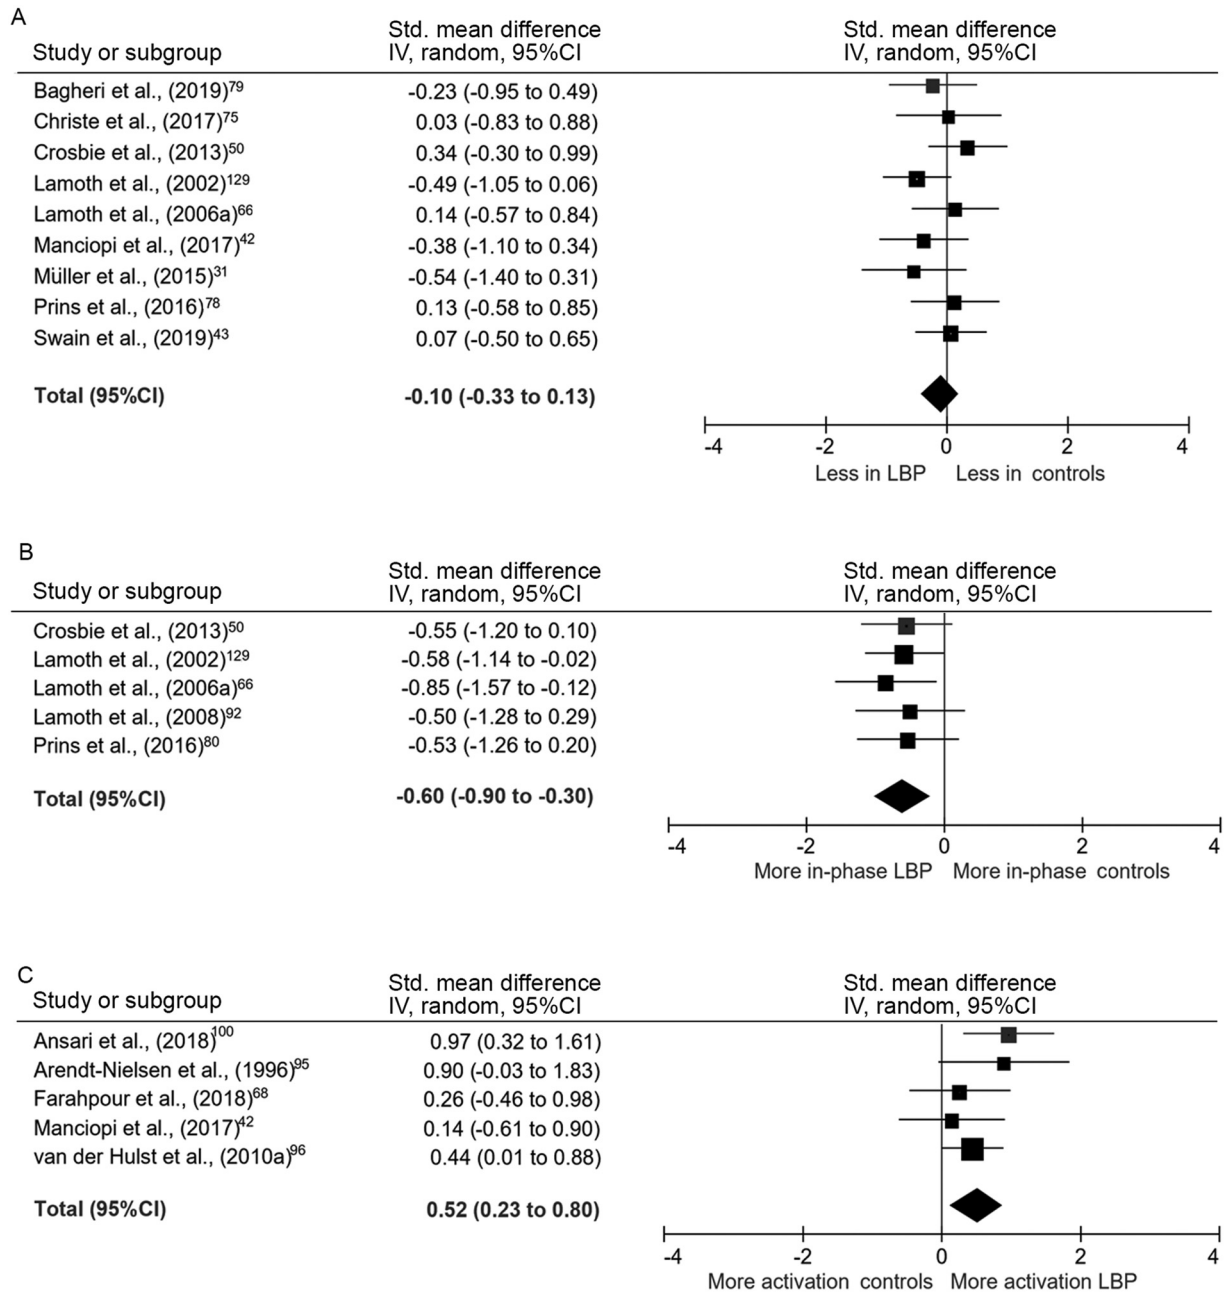 A
Study or subgroup
Std. mean difference
IV, random, 95%CI
Std. mean difference
IV, random, 95%CI
Bagheri et al., (2019)79 -0.23 (-0.95 to 0.49)
Christe et al., (2017)75 0.03 (-0.83 to 0.88)
Crosbie et al., (2013)50 0.34 (-0.30 to 0.99)
Lamoth et al., (2002)129 -0.49 (-1.05 to 0.06)
Lamoth et al., (2006a)66 0.14 (-0.57 to 0.84)
Manciopi et al., (2017)42 -0.38 (-1.10 to 0.34)
Müller et al., (2015)31 -0.54 (-1.40 to 0.31)
Prins et al., (2016)78 0.13 (-0.58 to 0.85)
Swain et al., (2019)43 0.07 (-0.50 to 0.65)
Total (95%CI) -0.10 (-0.33 to 0.13)
-4 -2 0 2 4
Less in LBP Less in controls
B
Study or subgroup
Std. mean difference
IV, random, 95%CI
Std. mean difference
IV, random, 95%CI
Crosbie et al., (2013)50 -0.55 (-1.20 to 0.10)
Lamoth et al., (2002)129 -0.58 (-1.14 to -0.02)
Lamoth et al., (2006a)66 -0.85 (-1.57 to -0.12)
Lamoth et al., (2008)92 -0.50 (-1.28 to 0.29)
Prins et al., (2016)80 -0.53 (-1.26 to 0.20)
Total (95%CI) -0.60 (-0.90 to -0.30)
-4 -2 0 2 4
More in-phase LBP More in-phase controls
C
Study or subgroup
Std. mean difference
IV, random, 95%CI
Std. mean difference
IV, random, 95%CI
Ansari et al., (2018)100 0.97 (0.32 to 1.61)
Arendt-Nielsen et al., (1996)95 0.90 (-0.03 to 1.83)
Farahpour et al., (2018)68 0.26 (-0.46 to 0.98)
Manciopi et al., (2017)42 0.14 (-0.61 to 0.90)
van der Hulst et al., (2010a)96 0.44 (0.01 to 0.88)
Total (95%CI) 0.52 (0.23 to 0.80)
-4 -2 0 2 4
More activation controls More activation LBP